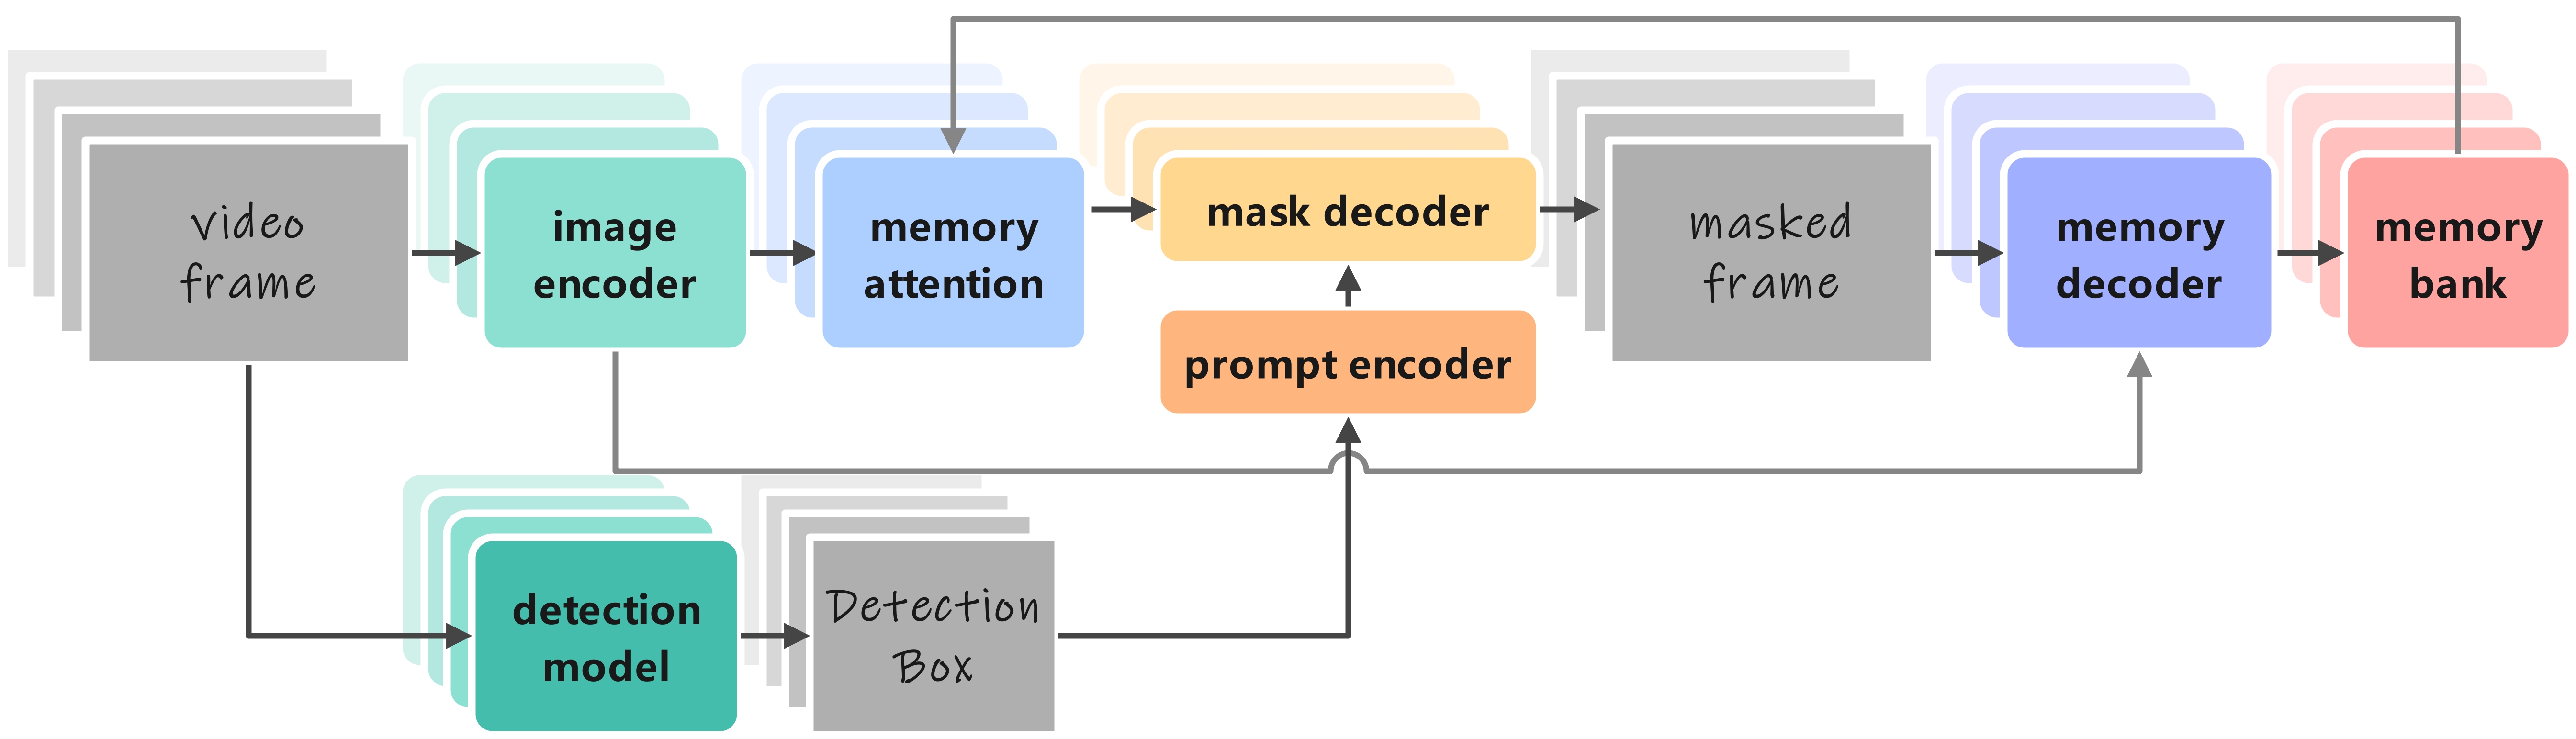 video
frame
image
encoder
memory
attention
mask decoder
prompt encoder
masked
frame
memory
decoder
memory
bank
detection
model
Detection
Box